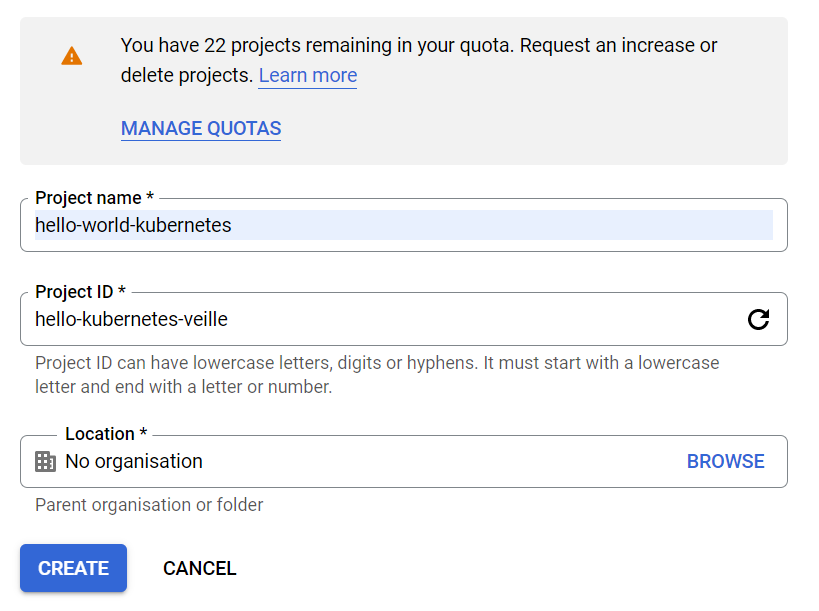 You have 22 projects remaining in your quota. Request an increase or
delete projects. Learn more
MANAGE QUOTAS
Project name *
hello-world-kubernetes
Project ID *
hello-kubernetes-veille
Project ID can have lowercase letters, digits or hyphens. It must start with a lowercase
letter and end with a letter or number.
Location *
No organisation BROWSE
Parent organisation or folder
CREATE CANCEL